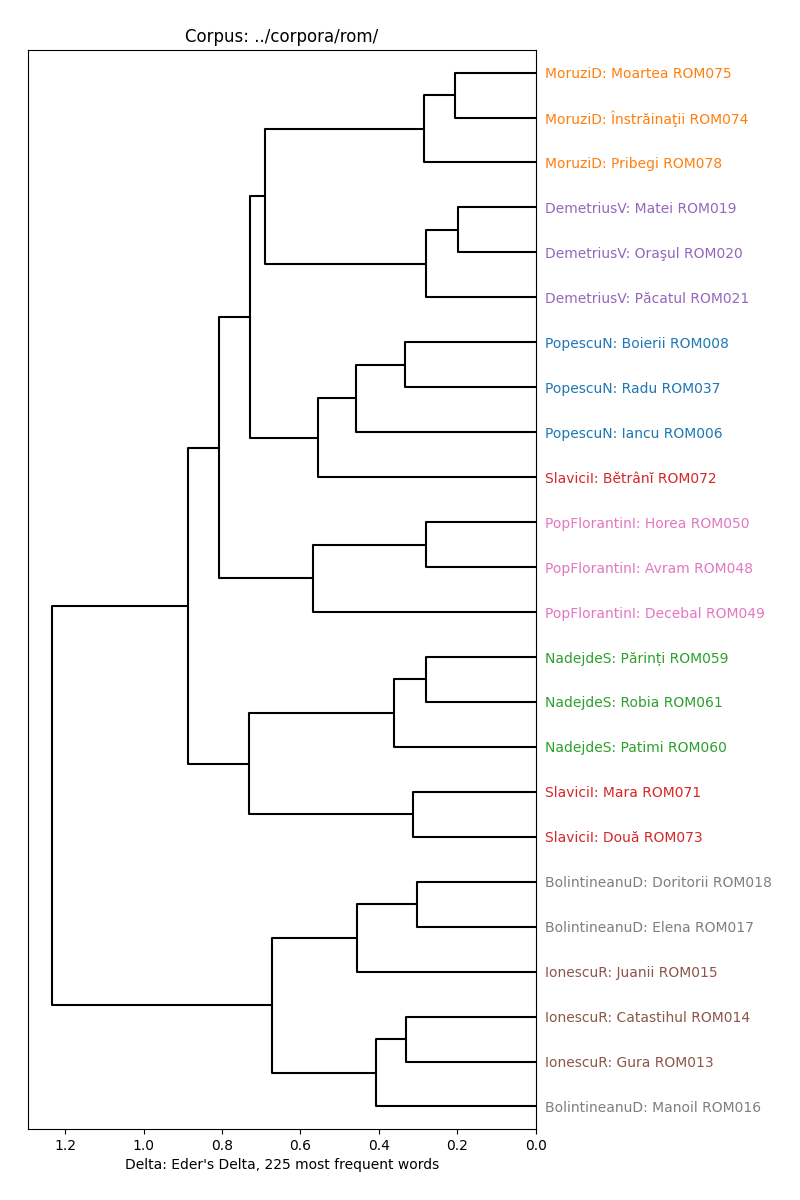 Corpus: ../corpora/rom/
MoruziD: Moartea ROM075
MoruziD: Înstrăinaţii ROM074
MoruziD: Pribegi ROM078
DemetriusV: Matei ROM019
DemetriusV: Oraşul ROM020
DemetriusV: Păcatul ROM021
PopescuN: Boierii ROM008
PopescuN: Radu ROM037
PopescuN: Iancu ROM006
SlaviciI: Bětrânĭ ROM072
PopFlorantinI: Horea ROM050
PopFlorantinI: Avram ROM048
PopFlorantinI: Decebal ROM049
NadejdeS: Părinți ROM059
NadejdeS: Robia ROM061
NadejdeS: Patimi ROM060
SlaviciI: Mara ROM071
SlaviciI: Două ROM073
BolintineanuD: Doritorii ROM018
BolintineanuD: Elena ROM017
IonescuR: Juanii ROM015
IonescuR: Catastihul ROM014
IonescuR: Gura ROM013
BolintineanuD: Manoil ROM016
1.2 1.0 0.8 0.6 0.4 0.2 0.0
Delta: Eder's Delta, 225 most frequent words